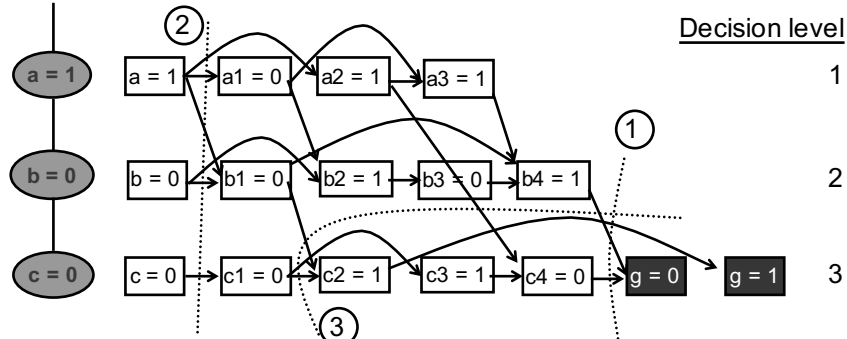 2
Decision level
a = 1
a = 1
a1 = 0
a2 = 1
a3 = 1
1
1
b = 0
b = 0
b1 = 0
b2 = 1
b3 = 0
b4 = 1
2
c = 0
c = 0
c1 = 0
c2 = 1
c3 = 1
c4 = 0
g = 0
g = 1
3
3